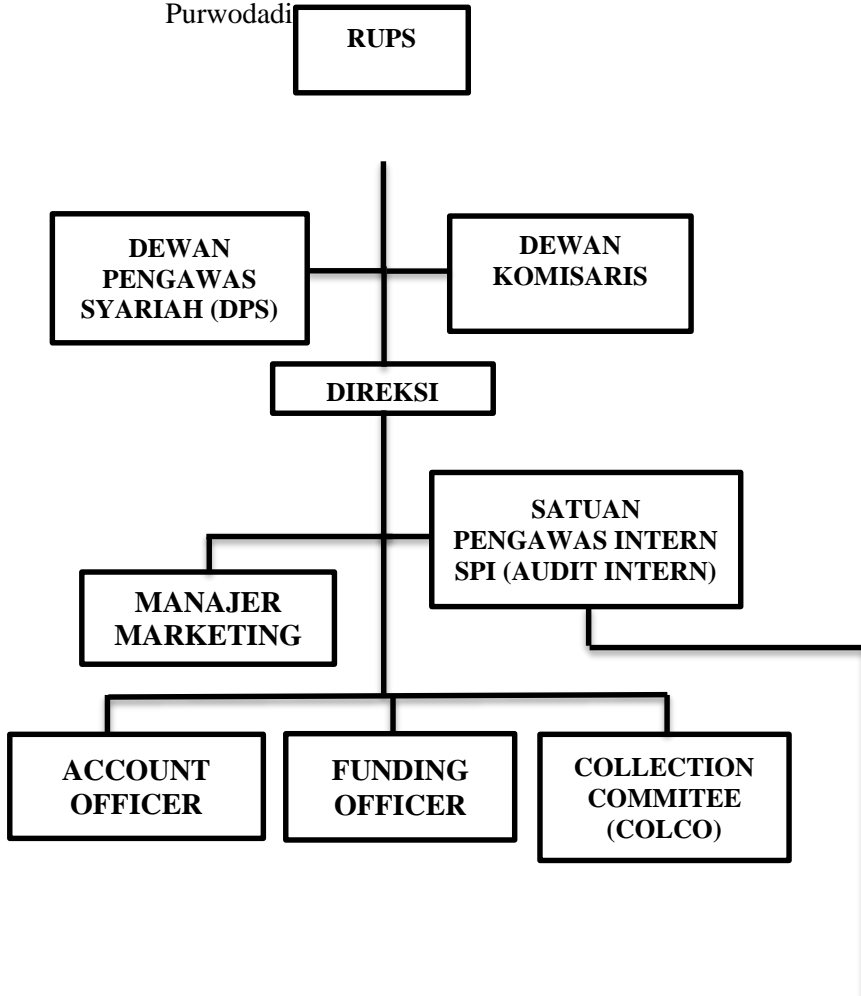 Purwodadi
RUPS
DEWAN
PENGAWAS
SYARIAH (DPS)
DEWAN
KOMISARIS
DIREKSI
SATUAN
PENGAWAS INTERN
SPI (AUDIT INTERN)
MANAJER
MARKETING
ACCOUNT
OFFICER
FUNDING
OFFICER
COLLECTION
COMMITEE
(COLCO)